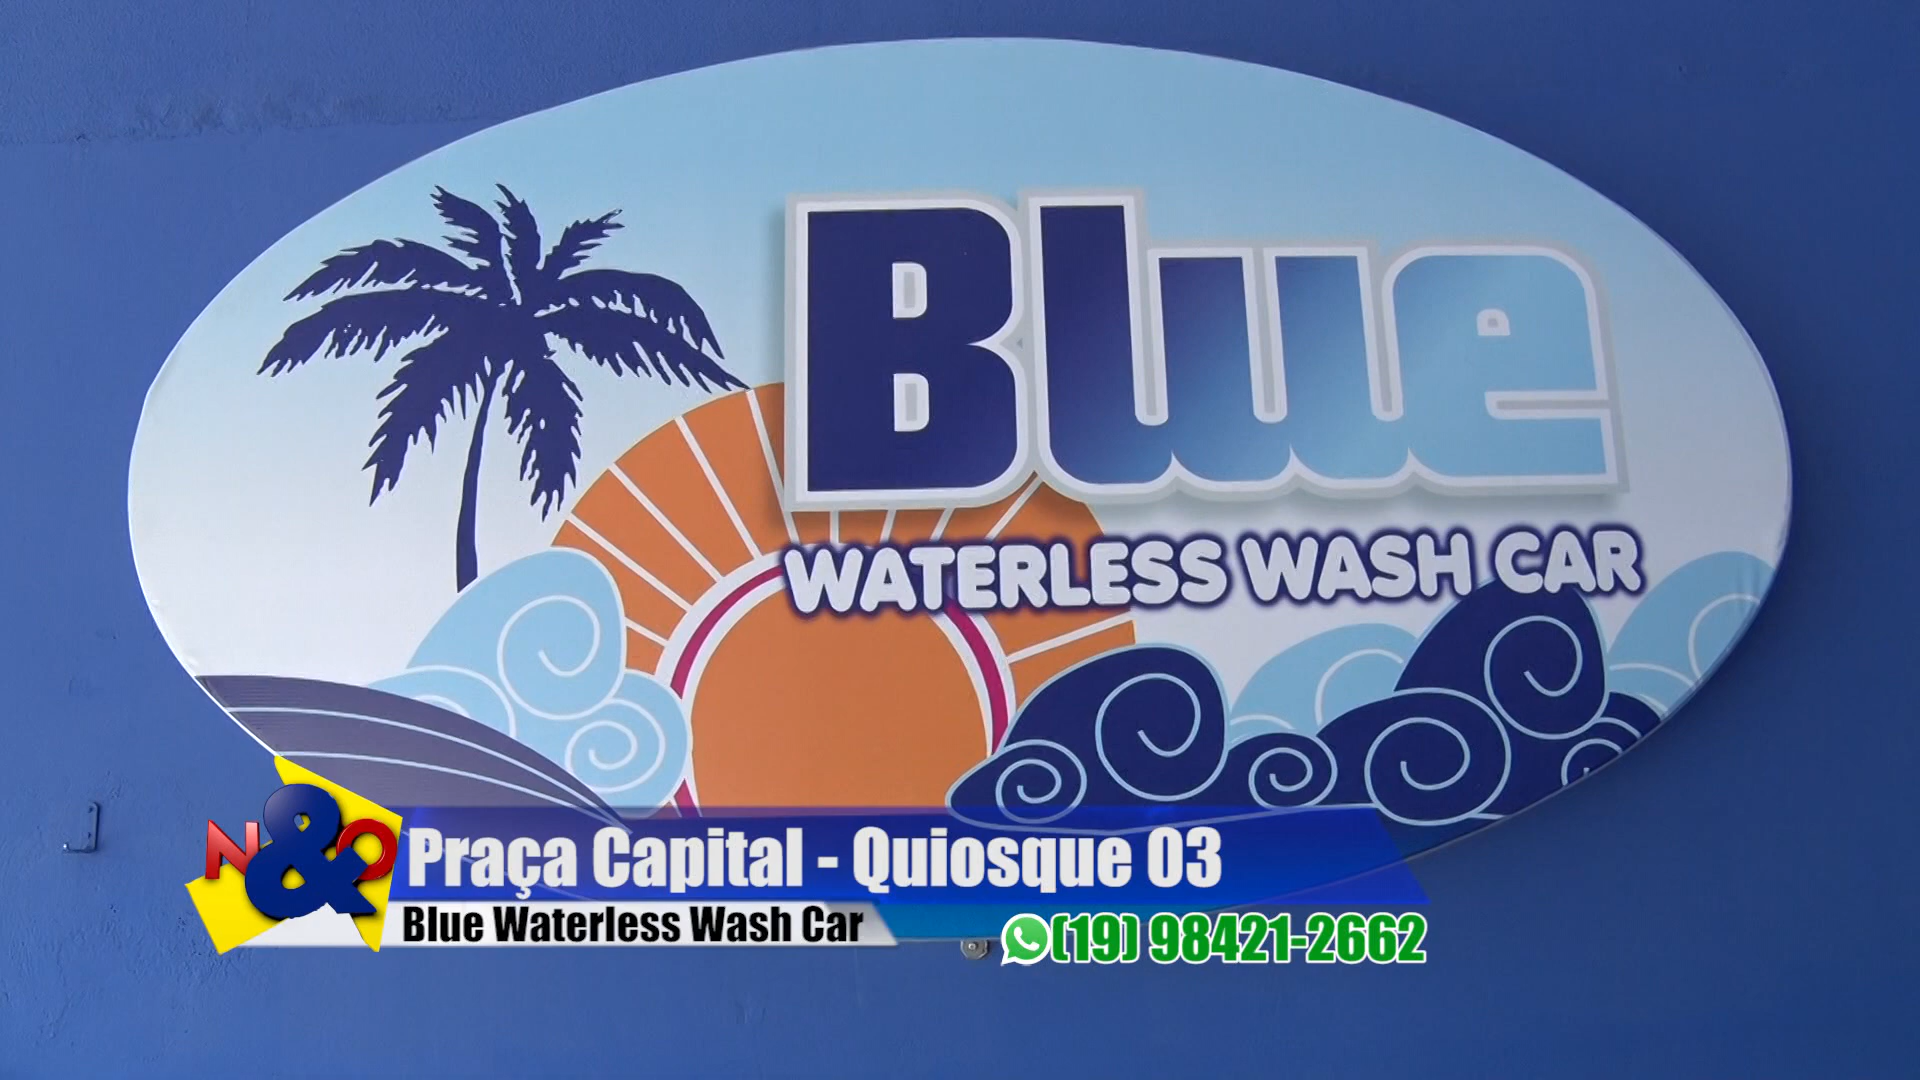 Blue
WATERLESS WASH CAR
N&O
Praça Capital - Quiosque 03
Blue Waterless Wash Car
(19) 98421-2662